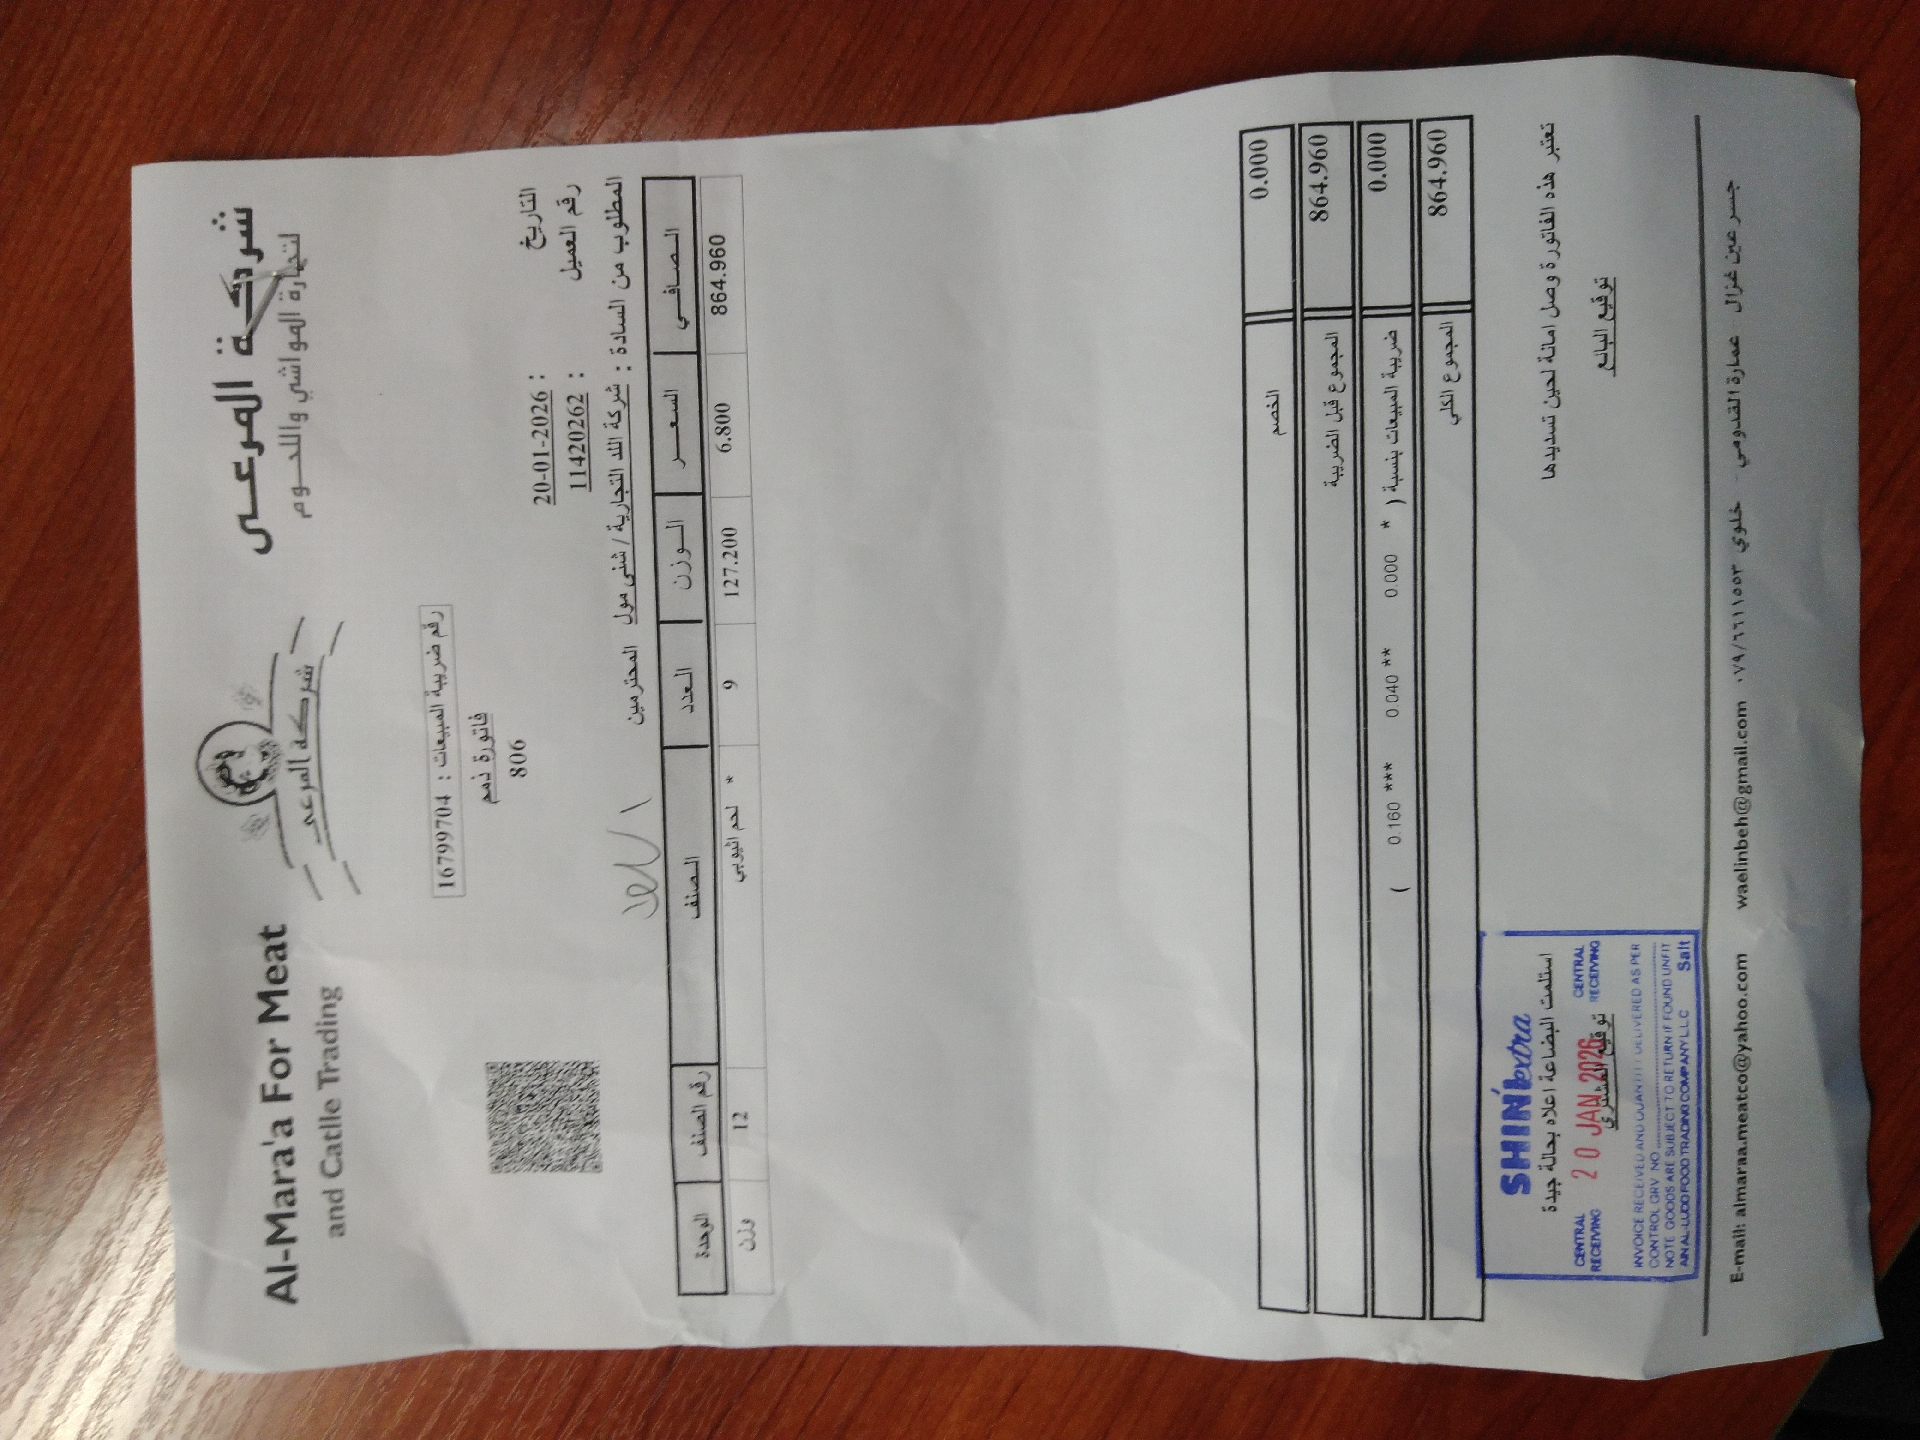 Al-Mara'a For Meat
and Catlle Trading
شركة المرعى
شركة المرعى
لتجارة المواشي واللحوم
رقم ضريبة المبيعات : 16799704
فاتورة ذمم
806
التاريخ : 20-01-2026
رقم العميل : 11420262
المطلوب من السادة : شركة اللد التجارية / شني مول المحترمين
الوحدة رقم الصنف الصنف العدد الوزن السعر الصافي
وزن 12 لحم اثيوبي * 9 127.200 6.800 864.960
الخصم 0.000
المجموع قبل الضريبة 864.960
ضريبة المبيعات بنسبة ( * 0.000 ** 0.040 *** 0.160 ) 0.000
المجموع الكلي 864.960
تعتبر هذه الفاتورة وصل امانة لحين تسديدها
توقيع البائع
استلمت البضاعة اعلاه بحالة جيدة
توقيع المشتري
SHINI extra
CENTRAL RECEIVING 20 JAN 2026 CENTRAL RECEIVING
INVOICE RECEIVED AND QUANTITY DELIVERED AS PER
CONTROL GRV NO
NOTE GOODS ARE SUBJECT TO RETURN IF FOUND UNFIT
AIN AL-LUDD FOOD TRADING COMPANY L.L.C Salt
E-mail: almaraa.meatco@yahoo.com waelinbeh@gmail.com جسر عين غزال - عمارة القدومي - خلوي ٠٧٩/٦٦١١٥٥٣